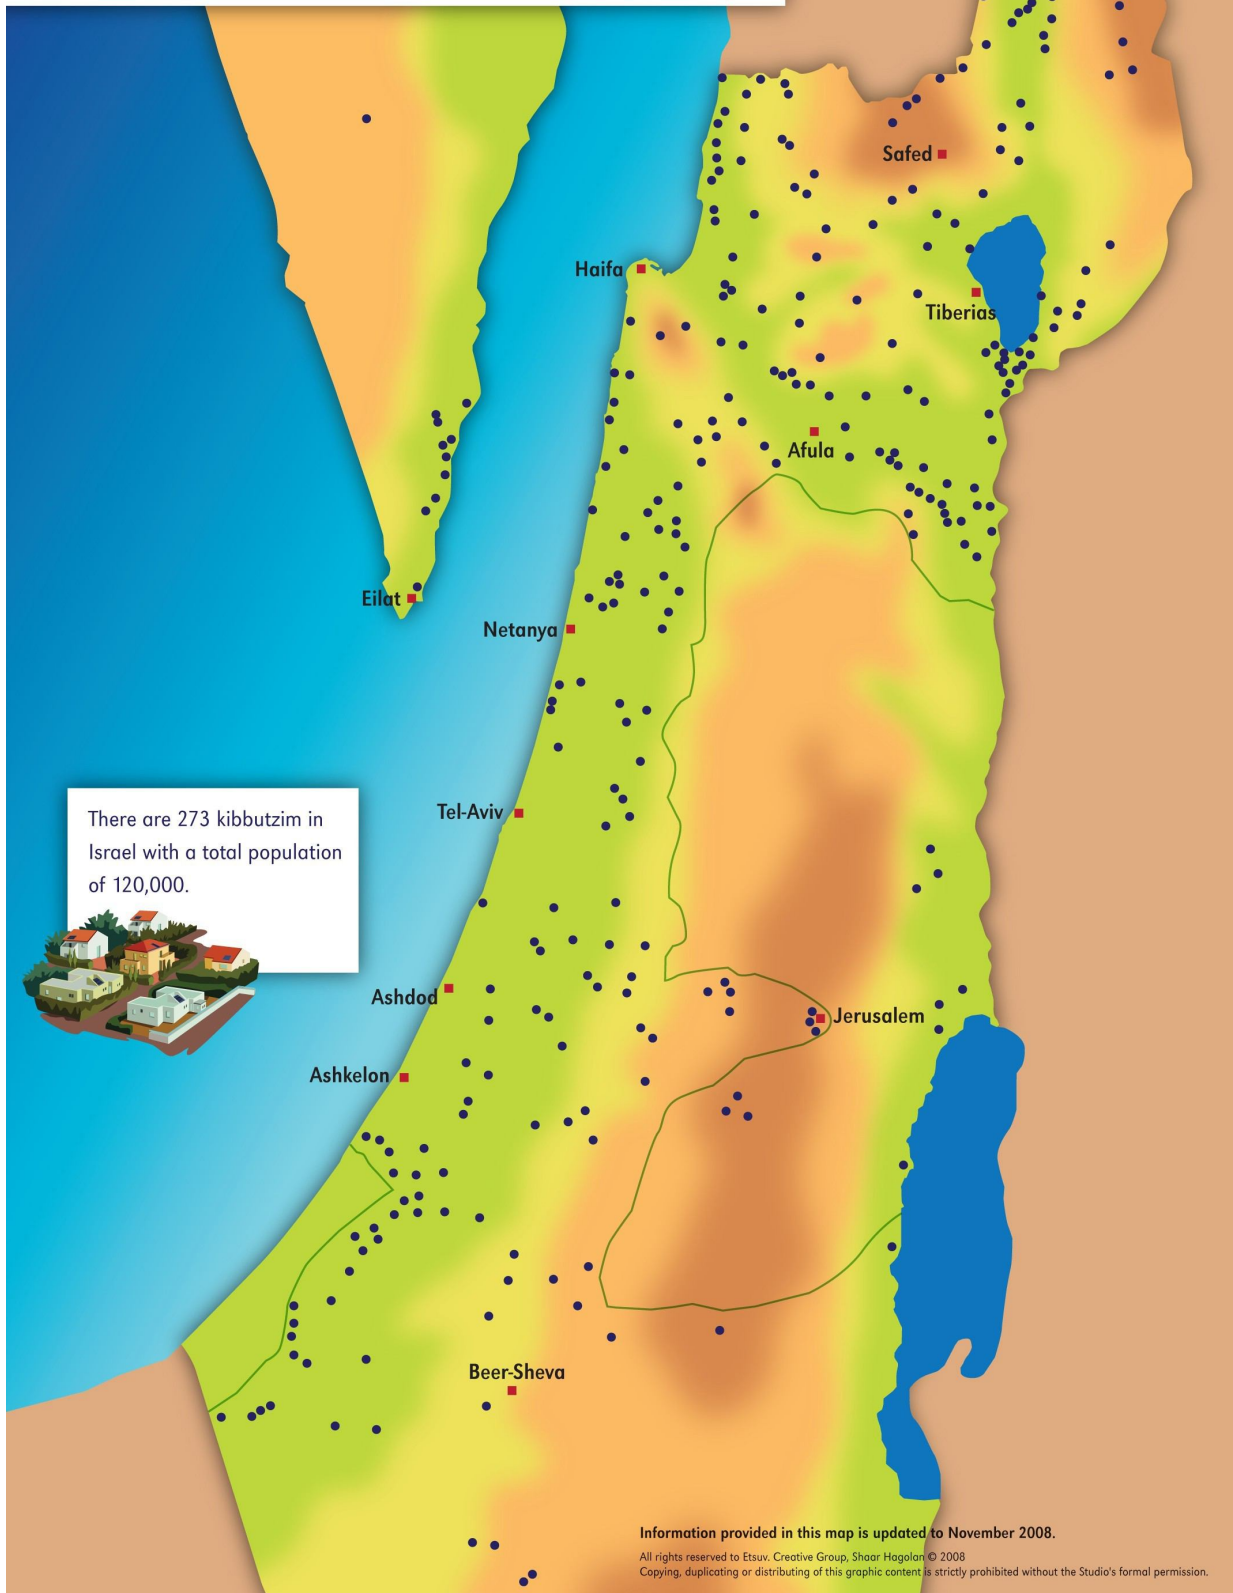 Safed
Haifa
Tiberias
Afula
Eilat
Netanya
There are 273 kibbutzim in
Israel with a total population
of 120,000.
Tel-Aviv
Ashdod
Jerusalem
Ashkelon
Beer-Sheva
Information provided in this map is updated to November 2008.
All rights reserved to Etsuv. Creative Group, Shaar Hagolan © 2008
Copying, duplicating or distributing of this graphic content is strictly prohibited without the Studio's formal permission.